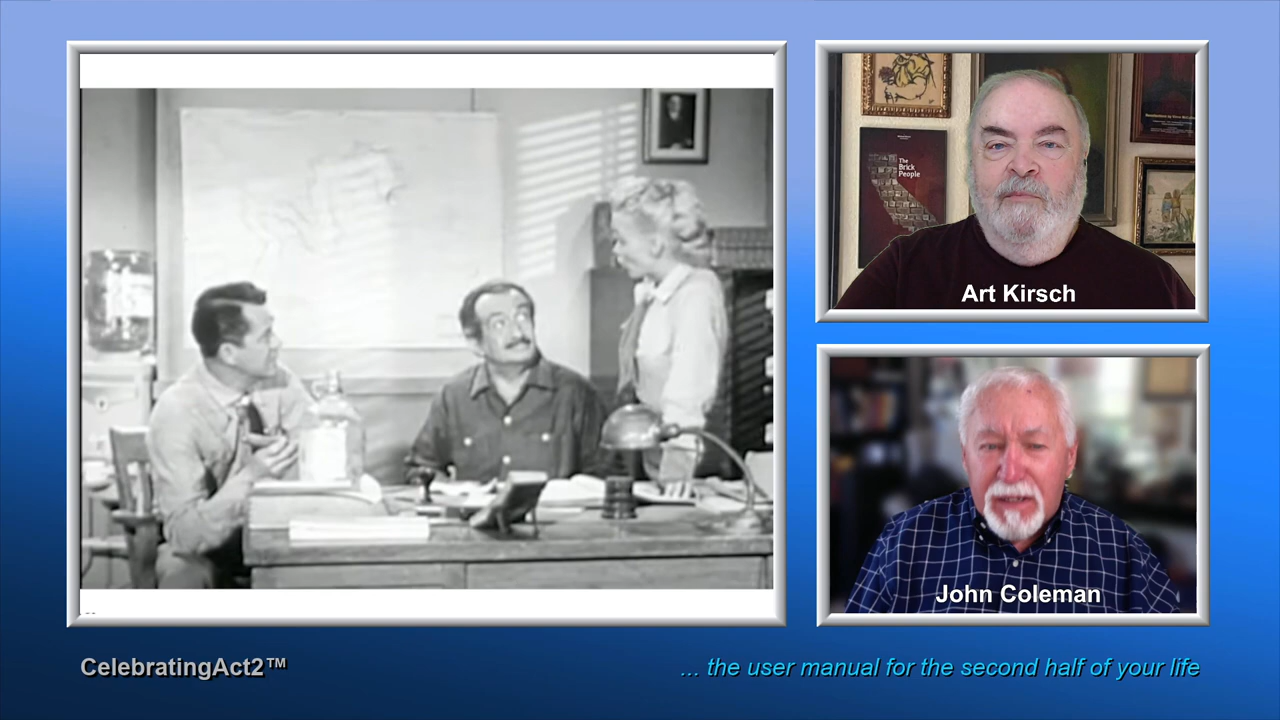 The
Brick
People
Art Kirsch
John Coleman
CelebratingAct2™
... the user manual for the second half of your life